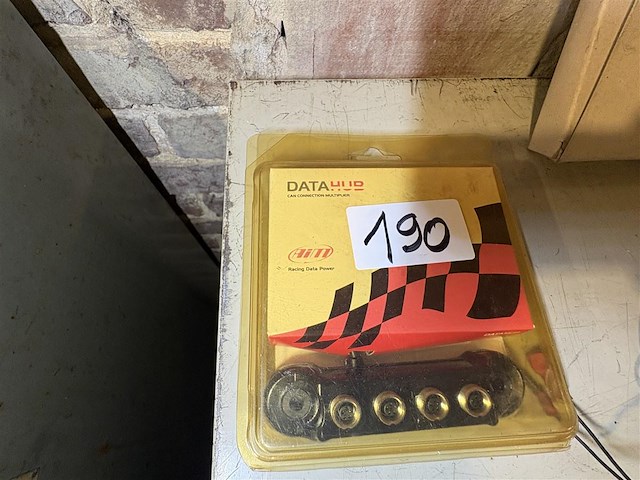 DATAHUB
CAN CONNECTION MULTIPLIER
190
AiM
Racing Data Power